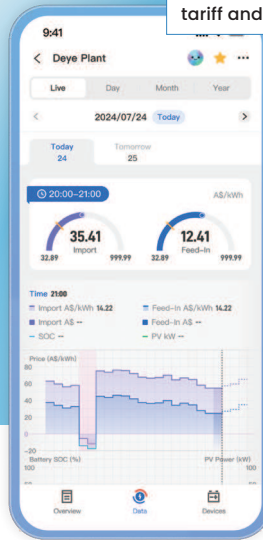 tariff and
9:41
Deye Plant
Live Day Month Year
2024/07/24 Today
Today Tomorrow
24 25
20:00-21:00 A$/kWh
35.41 12.41
Import Feed-In
32.89 999.99 32.89 999.99
Time 21:00
Import A$/kWh 14.22 Feed-In A$/kWh 14.22
Import A$ -- Feed-In A$ --
SOC -- PV kW --
Price (A$/kWh)
80
60
40
20
0
-20
Battery SOC (%) PV Power (kW)
100 100
Overview Data Devices